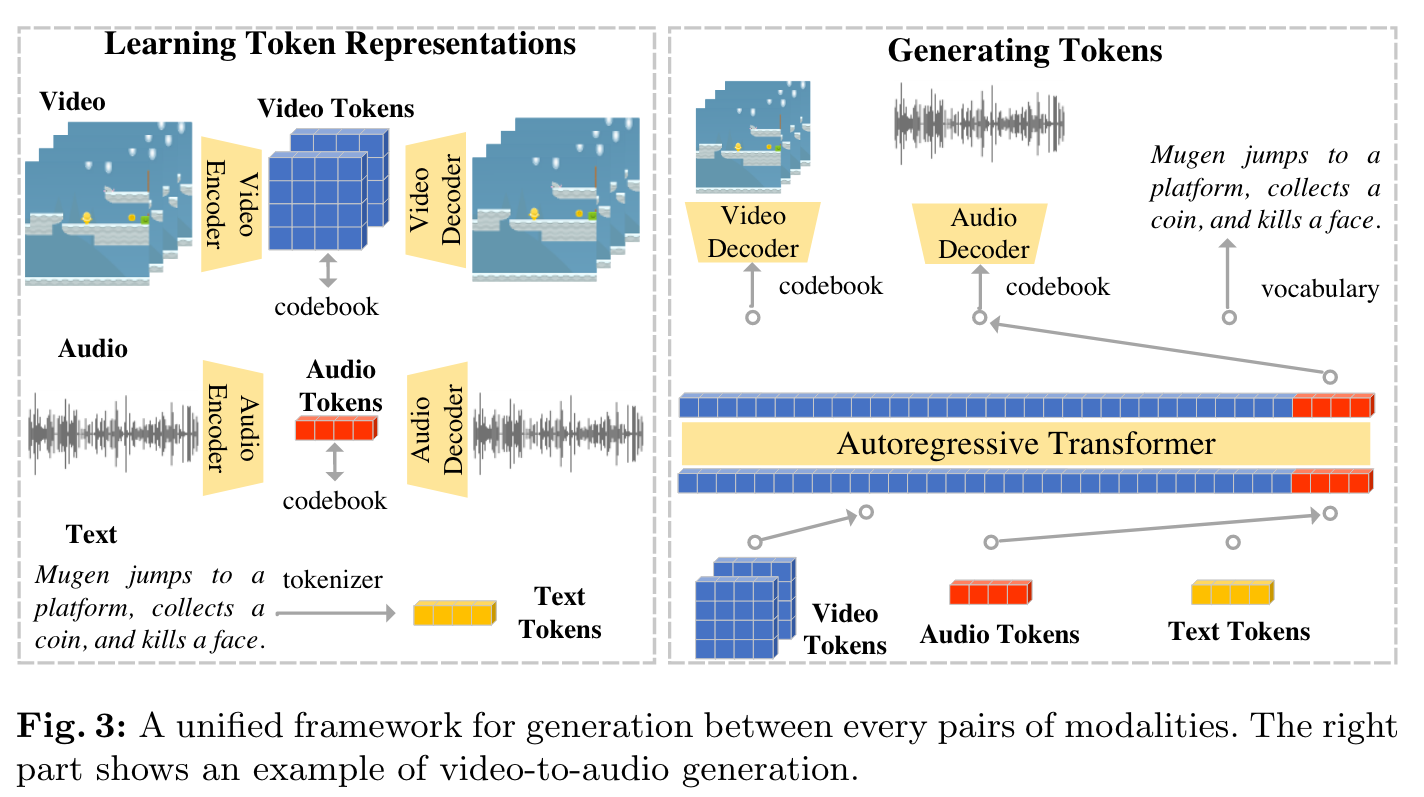 Learning Token Representations
Video
Video Tokens
Video
Encoder
Video
Decoder
codebook
Audio
Audio
Encoder
Audio
Tokens
Audio
Decoder
codebook
Text
Mugen jumps to a
platform, collects a
coin, and kills a face.
tokenizer
Text
Tokens
Generating Tokens
Video
Decoder
codebook
Audio
Decoder
codebook
Mugen jumps to a
platform, collects a
coin, and kills a face.
vocabulary
Autoregressive Transformer
Video
Tokens
Audio Tokens
Text Tokens
Fig. 3: A unified framework for generation between every pairs of modalities. The right
part shows an example of video-to-audio generation.